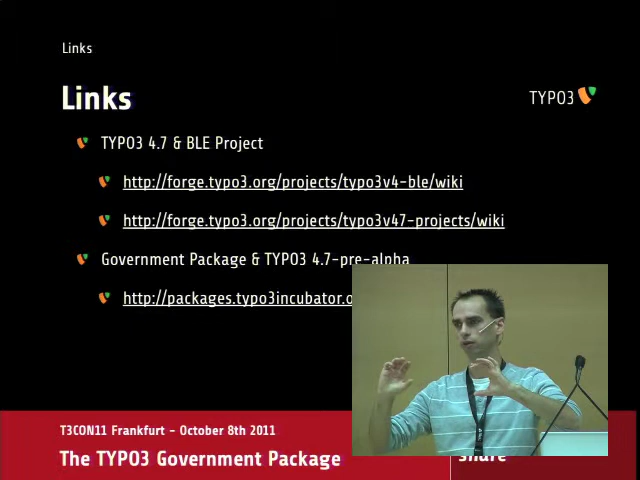 Links
Links
TYPO3
TYPO3 4.7 & BLE Project
http://forge.typo3.org/projects/typo3v4-ble/wiki
http://forge.typo3.org/projects/typo3v47-projects/wiki
Government Package & TYPO3 4.7-pre-alpha
http://packages.typo3incubator.o
T3CON11 Frankfurt - October 8th 2011
The TYPO3 Government Package
share